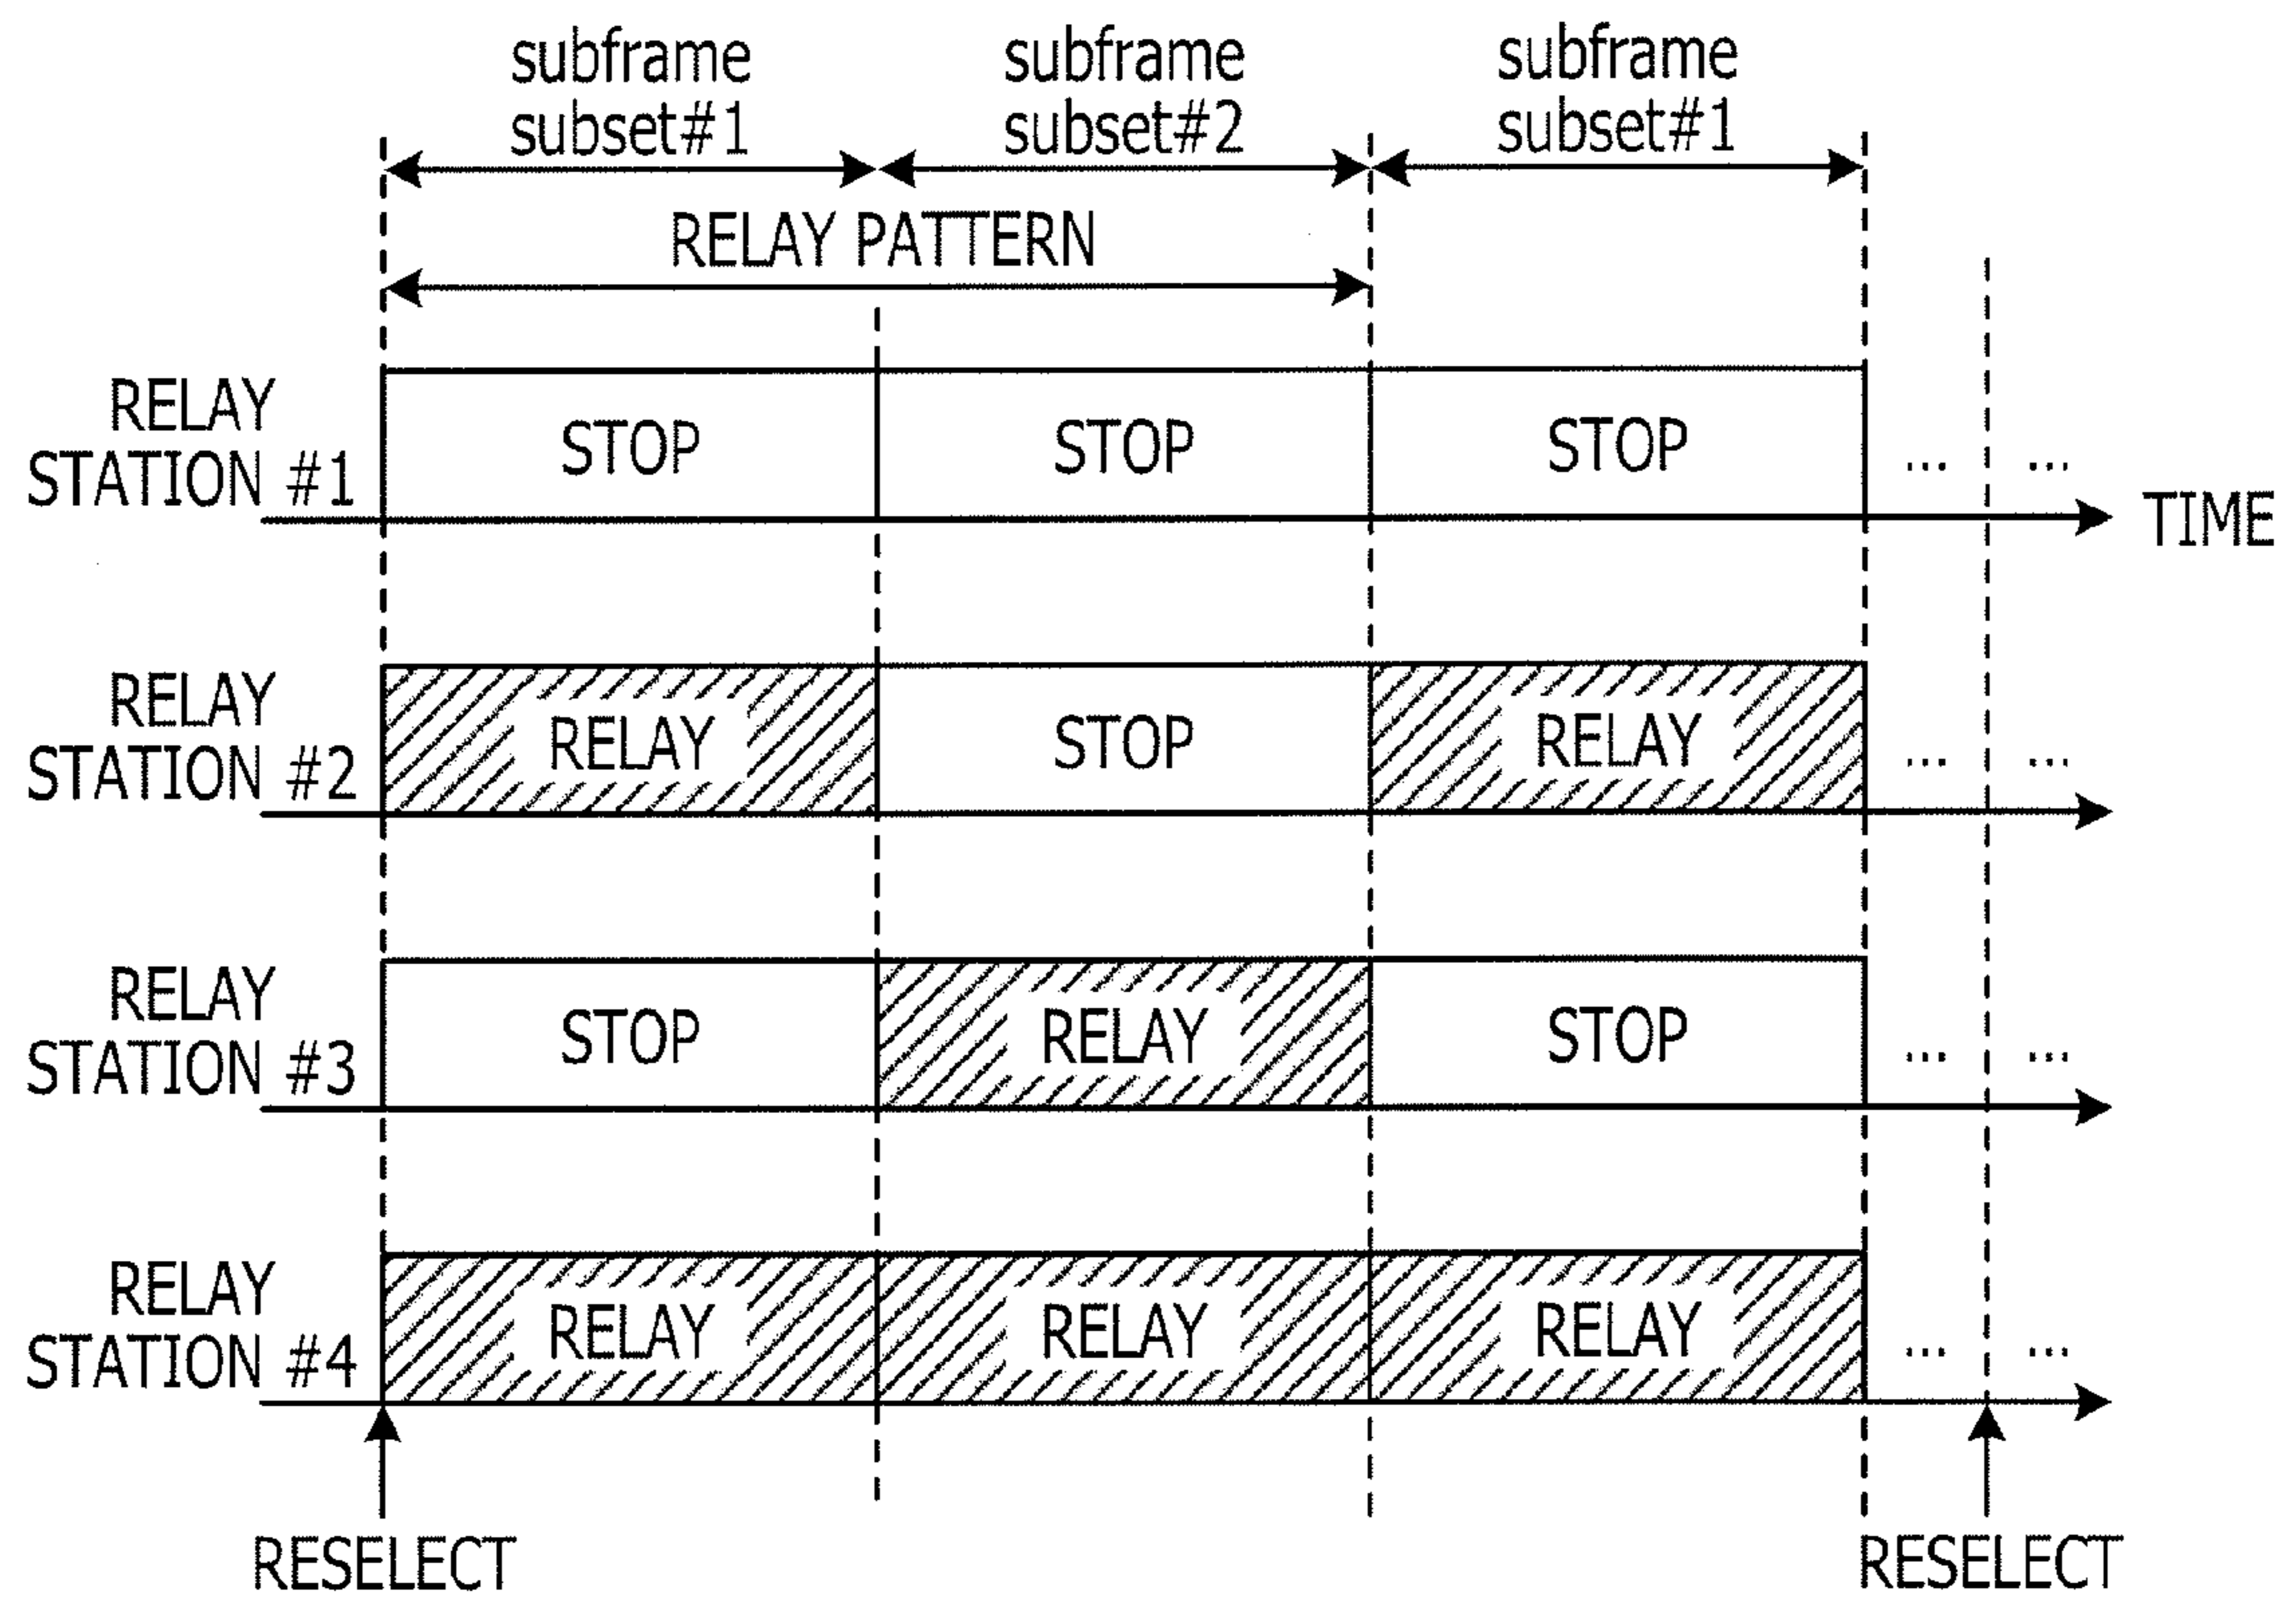 subframe
subset#1
subframe
subset#2
subframe
subset#1
RELAY PATTERN
RELAY
STATION #1
STOP
STOP
STOP
... ...
TIME
RELAY
STATION #2
RELAY
STOP
RELAY
... ...
RELAY
STATION #3
STOP
RELAY
STOP
... ...
RELAY
STATION #4
RELAY
RELAY
RELAY
... ...
RESELECT
RESELECT